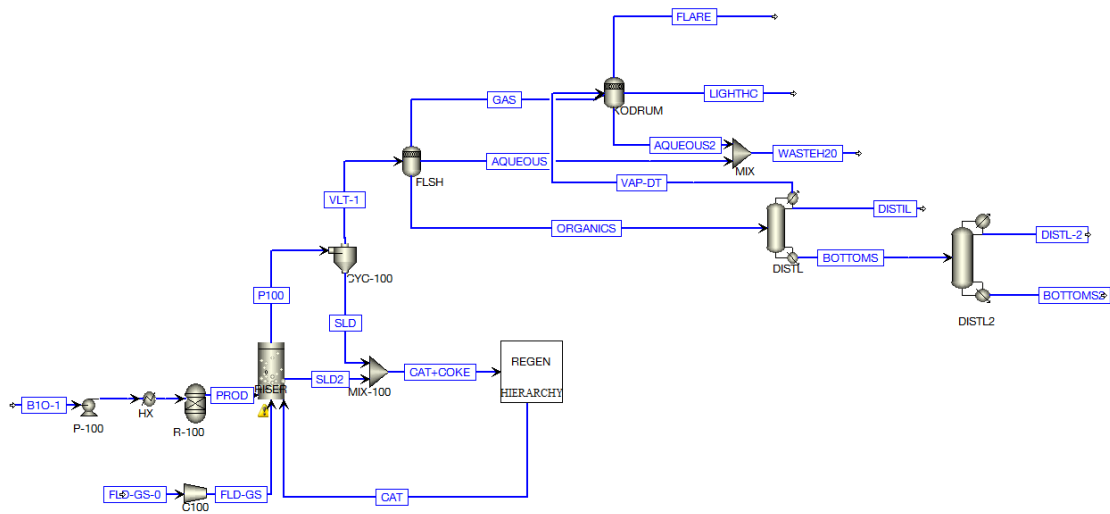 FLARE
KODRUM
LIGHTHC
GAS
AQUEOUS2
AQUEOUS
MIX
WASTEH20
FLSH
VAP-DT
VLT-1
DISTIL
ORGANICS
DISTL
BOTTOMS
DISTL-2
BOTTOMS2
DISTL2
CYC-100
P100
SLD
REGEN
HIERARCHY
RISER
SLD2
MIX-100
CAT+COKE
PROD
B1O-1
P-100
HX
R-100
FLD-GS-0
C100
FLD-GS
CAT